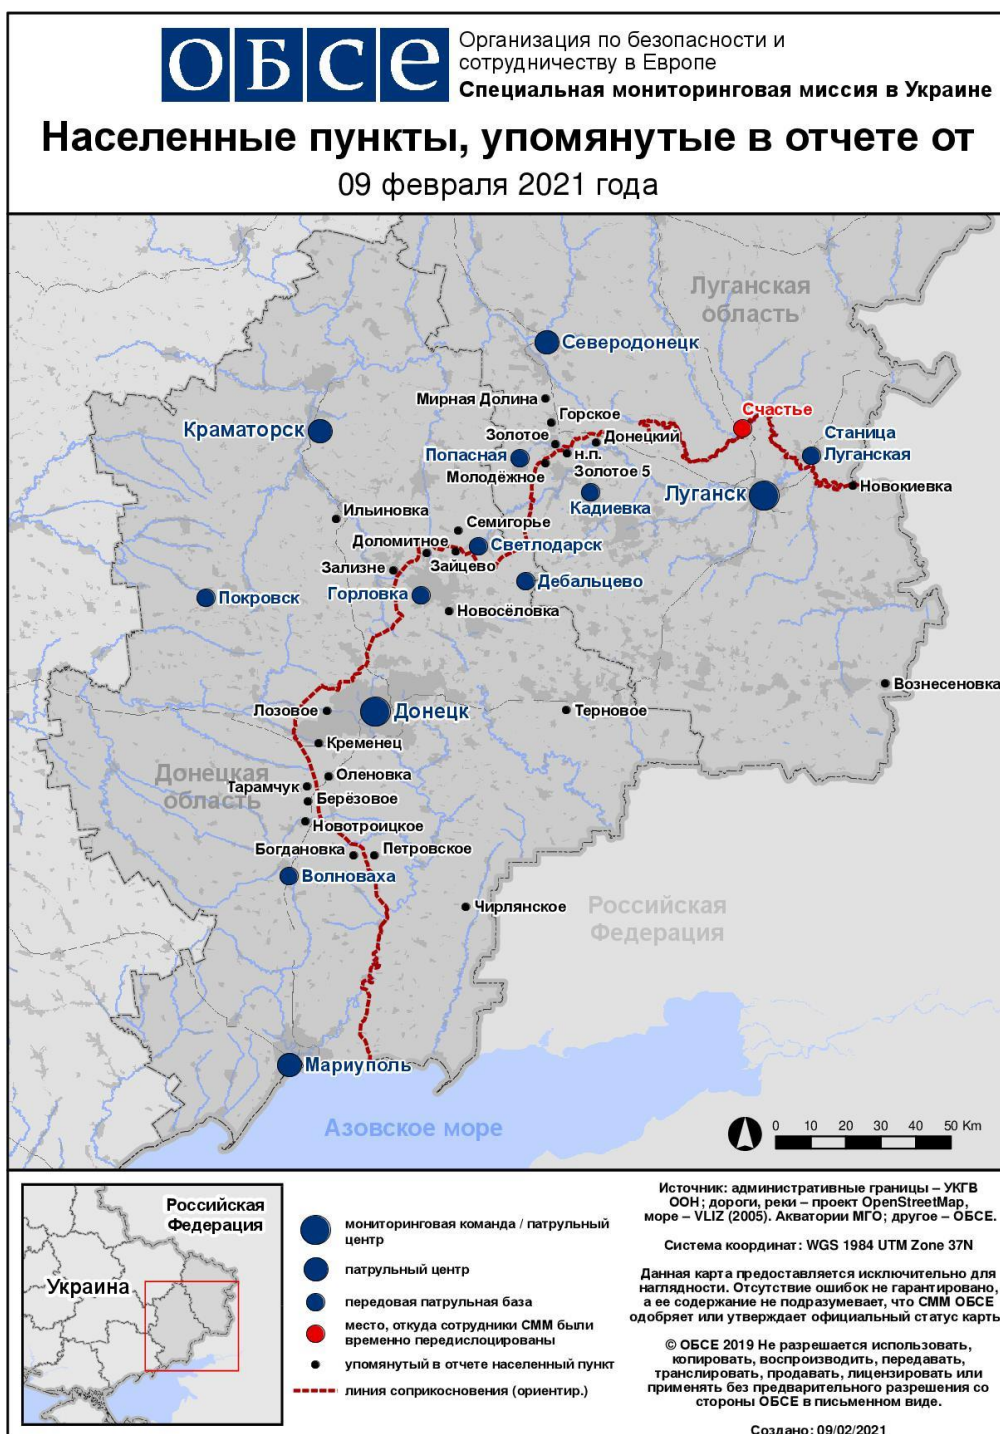 ОБСЕ
Организация по безопасности и
сотрудничеству в Европе
Специальная мониторинговая миссия в Украине
Населенные пункты, упомянутые в отчете от
09 февраля 2021 года
Луганская
область
Северодонецк
Мирная Долина
Горское
Счастье
Краматорск
Золотое
Донецкий
Станица
Луганская
Попасная
н.п.
Золотое 5
Молодёжное
Луганск
Новокиевка
Кадиевка
Ильиновка
Семигорье
Доломитное
Светлодарск
Зайцево
Зализне
Дебальцево
Горловка
Покровск
Новосёловка
Вознесеновка
Лозовое
Донецк
Терновое
Кременец
Донецкая
область
Оленовка
Тарамчук
Берёзовое
Новотроицкое
Богдановка
Петровское
Волноваха
Чирлянское
Российская
Федерация
Мариуполь
Азовское море
0 10 20 30 40 50 Km
Российская
Федерация
Украина
мониторинговая команда / патрульный
центр
патрульный центр
передовая патрульная база
место, откуда сотрудники СММ были
временно передислоцированы
упомянутый в отчете населенный пункт
линия соприкосновения (ориентир.)
Источник: административные границы – УКГВ
ООН; дороги, реки – проект OpenStreetMap,
море – VLIZ (2005). Акватории МГО; другое – ОБСЕ.
Система координат: WGS 1984 UTM Zone 37N
Данная карта предоставляется исключительно для
наглядности. Отсутствие ошибок не гарантировано,
а ее содержание не подразумевает, что СММ ОБСЕ
одобряет или утверждает официальный статус карты
© ОБСЕ 2019 Не разрешается использовать,
копировать, воспроизводить, передавать,
транслировать, продавать, лицензировать или
применять без предварительного разрешения со
стороны ОБСЕ в письменном виде.
Создано: 09/02/2021